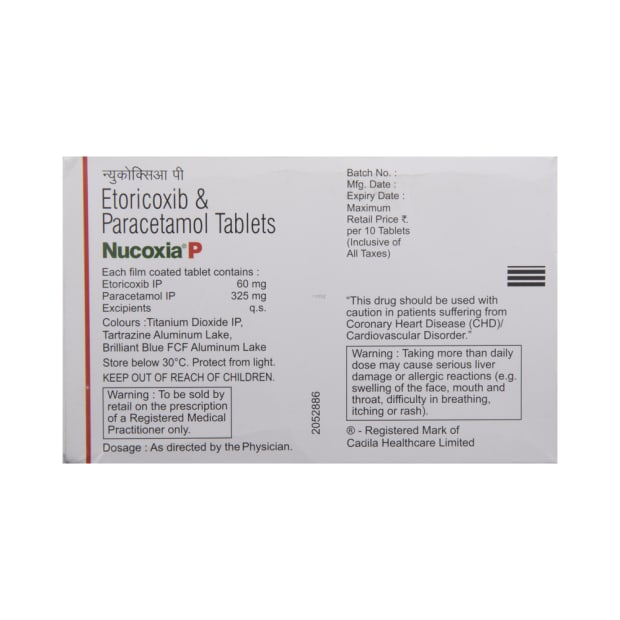 न्युकोक्सिआ पी
Etoricoxib &
Paracetamol Tablets
Nucoxia® P
Each film coated tablet contains :
Etoricoxib IP 60 mg
Paracetamol IP 325 mg
Excipients q.s.
Colours :Titanium Dioxide IP,
Tartrazine Aluminum Lake,
Brilliant Blue FCF Aluminum Lake
Store below 30°C. Protect from light.
KEEP OUT OF REACH OF CHILDREN.
Warning : To be sold by
retail on the prescription
of a Registered Medical
Practitioner only.
Dosage : As directed by the Physician.
2052886
Batch No. :
Mfg. Date :
Expiry Date :
Maximum
Retail Price ₹.
per 10 Tablets
(Inclusive of
All Taxes)
“This drug should be used with
caution in patients suffering from
Coronary Heart Disease (CHD)/
Cardiovascular Disorder.”
Warning : Taking more than daily
dose may cause serious liver
damage or allergic reactions (e.g.
swelling of the face, mouth and
throat, difficulty in breathing,
itching or rash).
® - Registered Mark of
Cadila Healthcare Limited